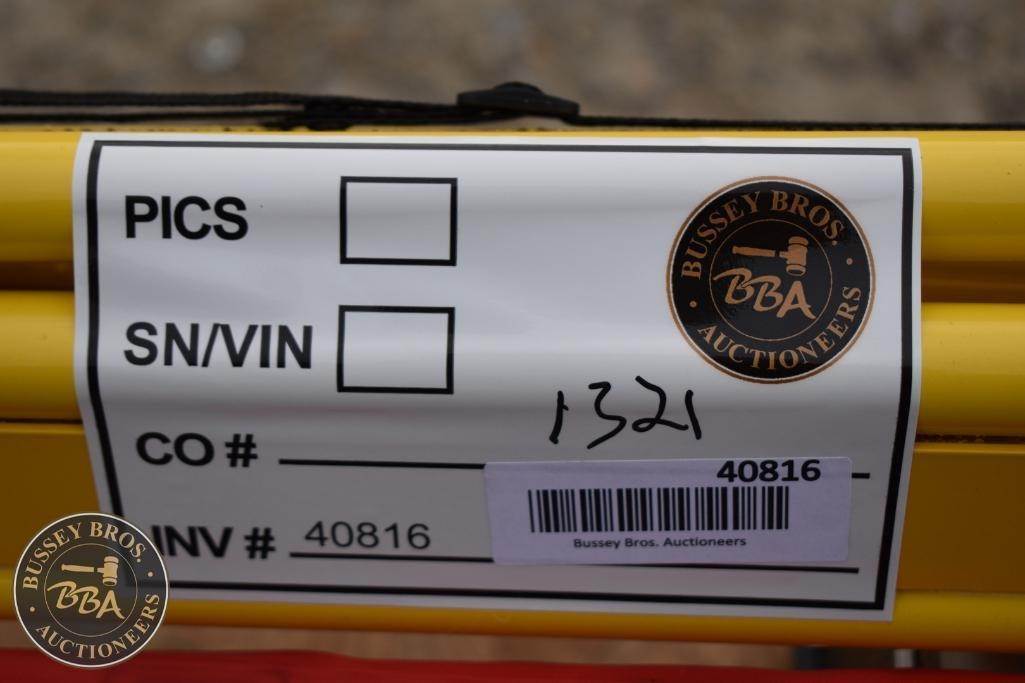 PICS
BUSSEY BROS.
BBA
AUCTIONEERS
SN/VIN
CO # 1321
40816
INV # 40816
Bussey Bros. Auctioneers
BUSSEY BROS.
BBA
AUCTIONEERS